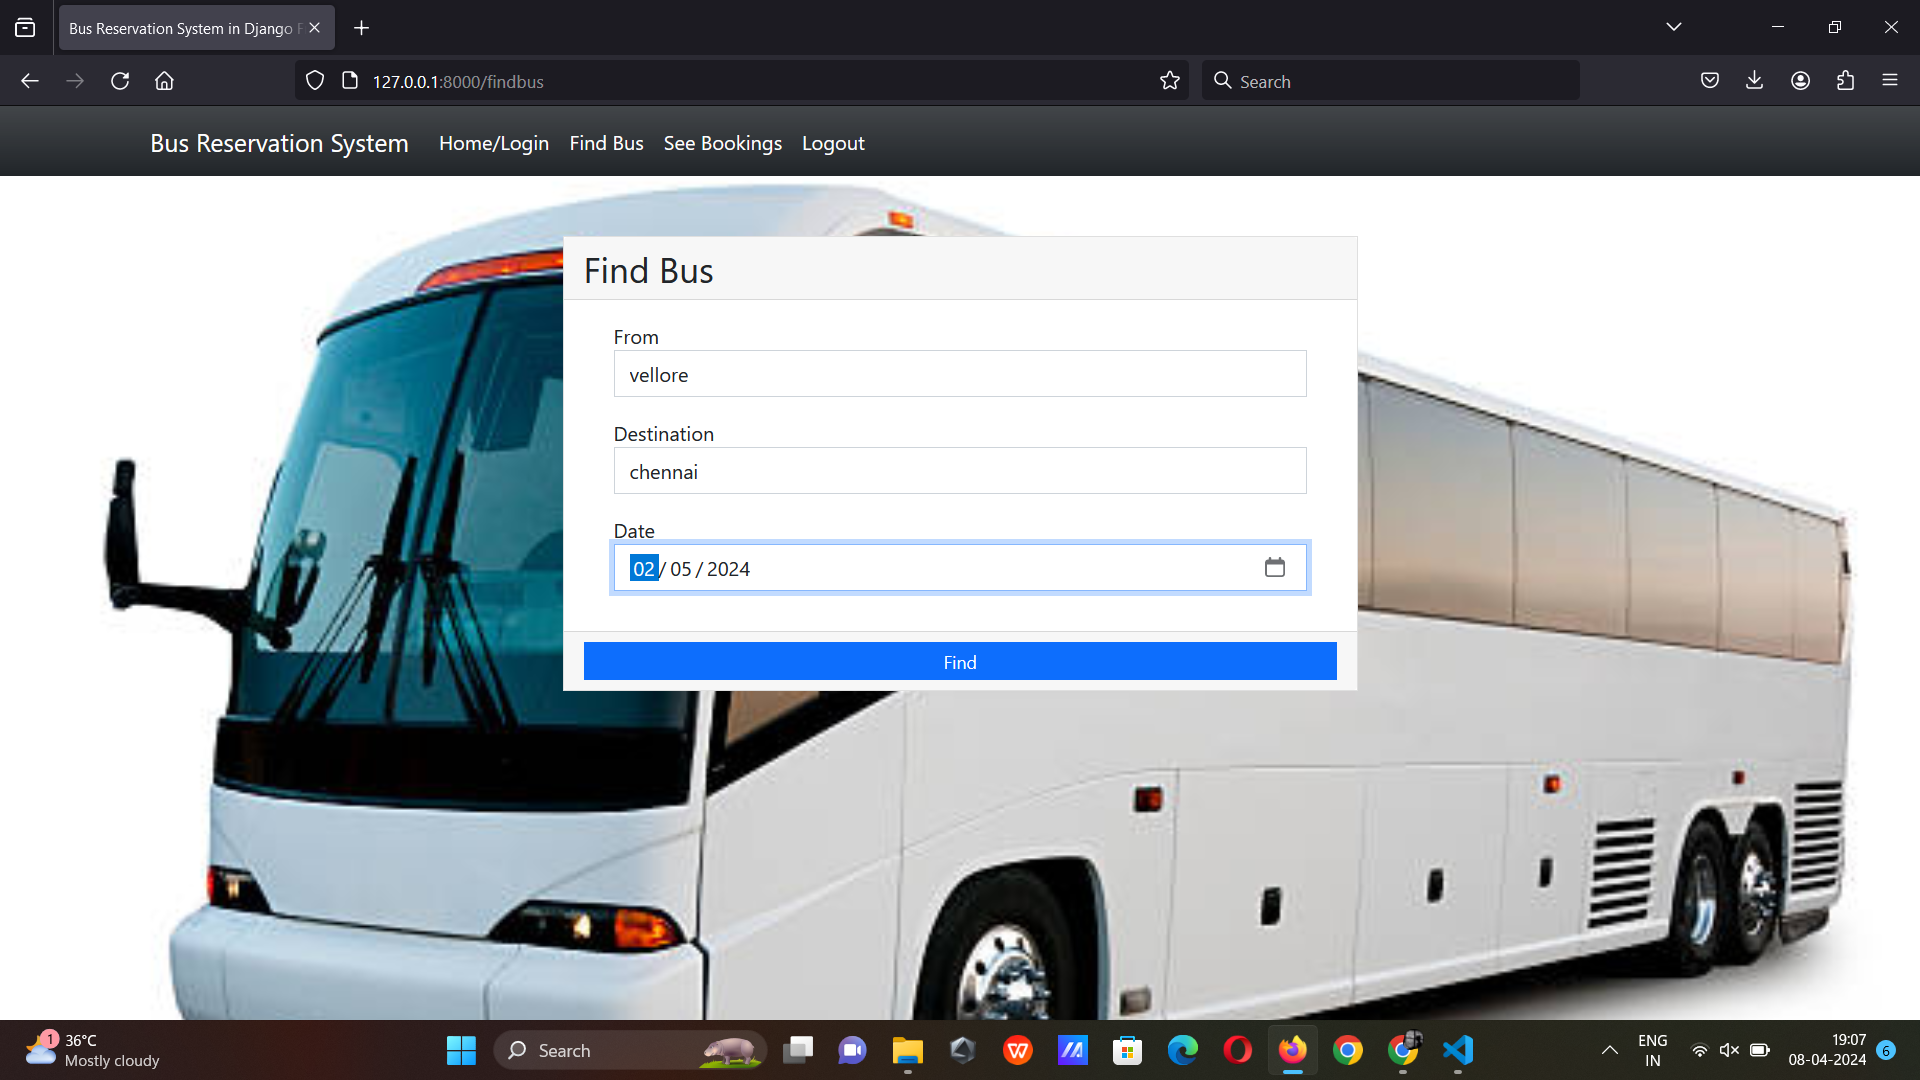 Bus Reservation System in Django
127.0.0.1:8000/findbus
Search
Bus Reservation System Home/Login Find Bus See Bookings Logout
Find Bus
From
vellore
Destination
chennai
Date
02/05/2024
Find
1
36°C
Mostly cloudy
Search
ENG
IN
19:07
08-04-2024
6